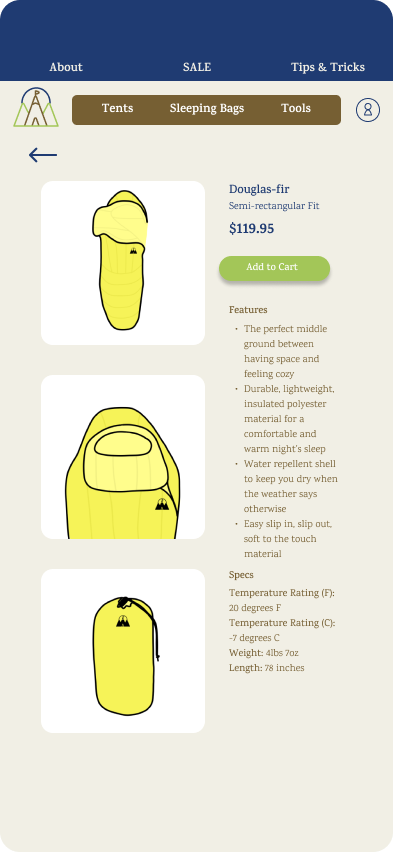 About SALE Tips & Tricks
Tents Sleeping Bags Tools
Douglas-fir
Semi-rectangular Fit
$119.95
Add to Cart
Features
• The perfect middle
ground between
having space and
feeling cozy
• Durable, lightweight,
insulated polyester
material for a
comfortable and
warm night's sleep
• Water repellent shell
to keep you dry when
the weather says
otherwise
• Easy slip in, slip out,
soft to the touch
material
Specs
Temperature Rating (F):
20 degrees F
Temperature Rating (C):
-7 degrees C
Weight: 4lbs 7oz
Length: 78 inches